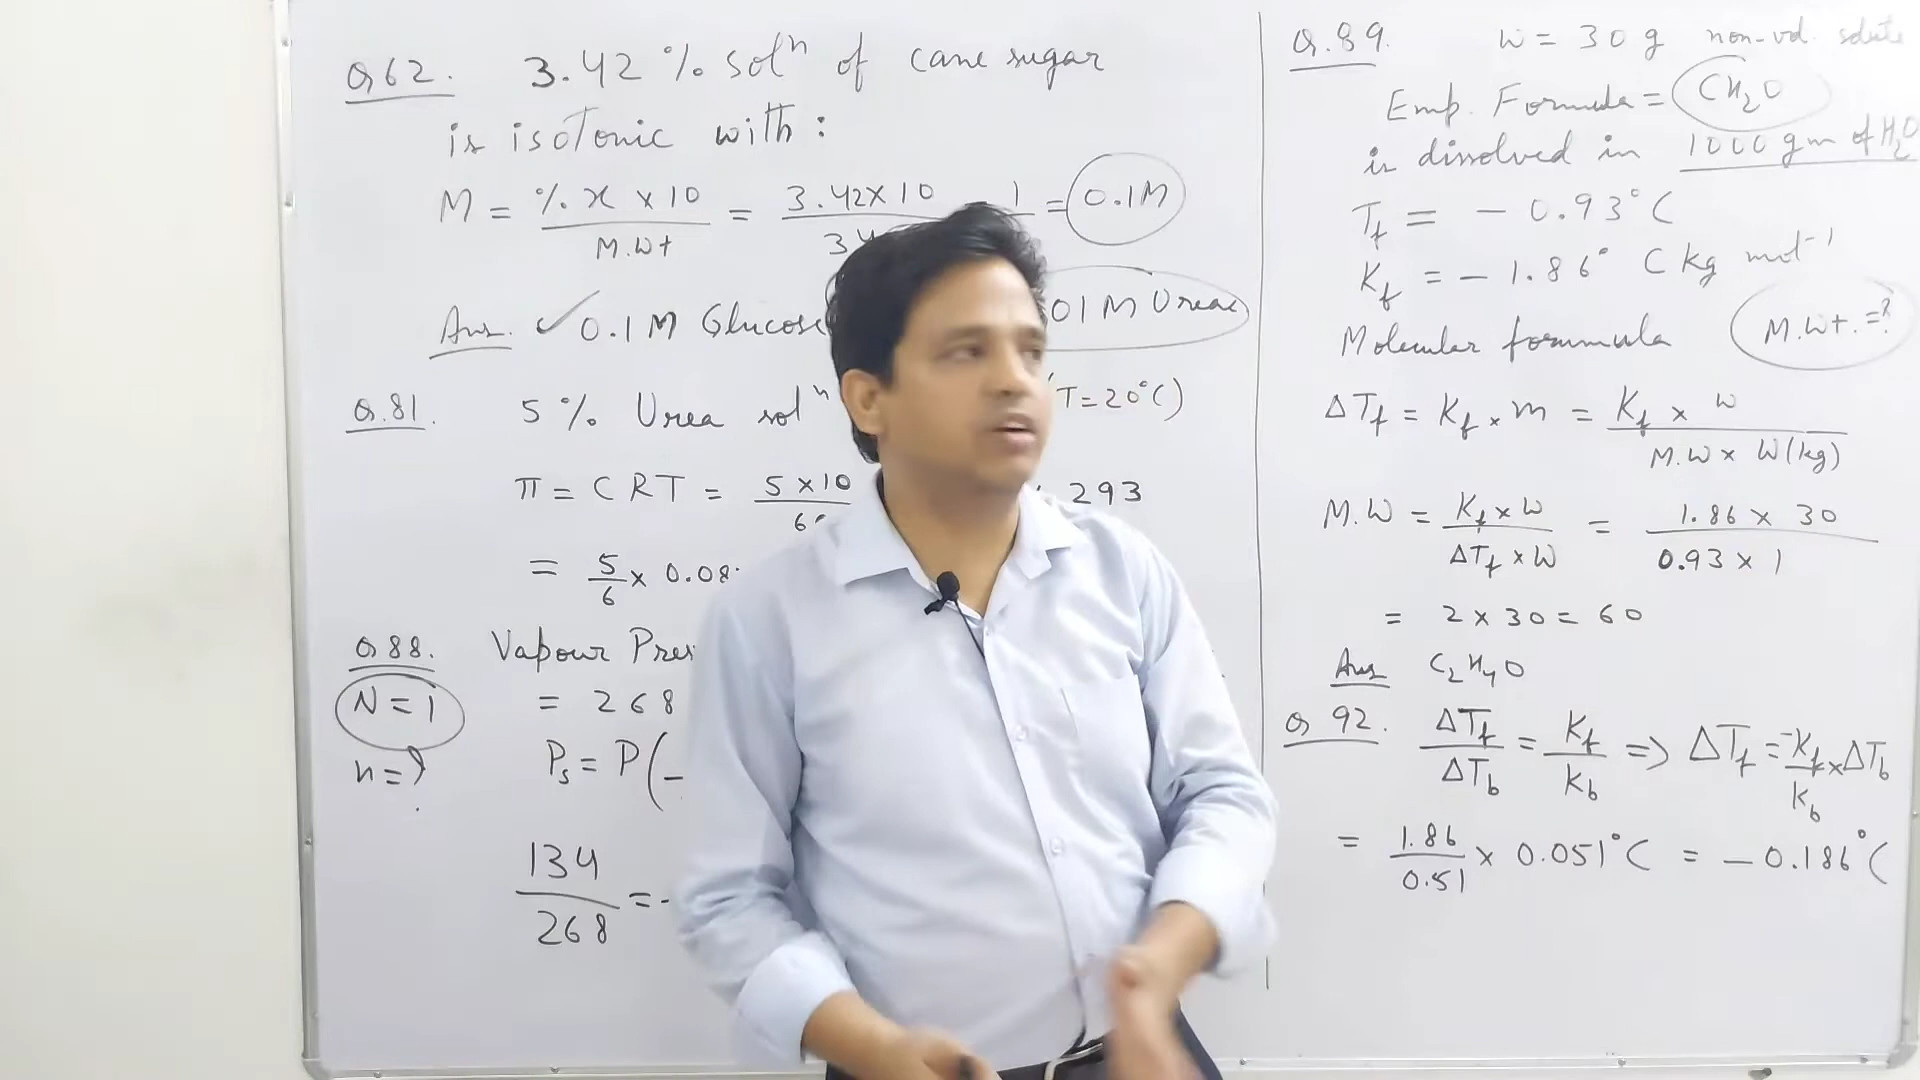 Q62. 3.42 % solⁿ of cane sugar
is isotonic with :
M = % x × 10 / M.Wt = 3.42 × 10 / 34 1 = 0.1M
Ans. ✓ 0.1 M Glucose 01 M Urea
Q.81. 5 % Urea solⁿ T = 20°C)
π = C R T = 5 × 10 / 6 293
= 5/6 × 0.08
Q88. Vapour Pres
N = 1 = 268
n = ? Pₛ = P(
134 / 268 = -
Q.89. W = 30 g non-vol. solute
Emp. Formula = CH₂O
is dissolved in 1000 gm of H₂O
T_f = - 0.93°C
K_f = - 1.86° C kg mol⁻¹
Molecular formula M.Wt. = ?
ΔT_f = K_f × m = K_f × w / M.W × W(kg)
M.W = K_f × W / ΔT_f × W = 1.86 × 30 / 0.93 × 1
= 2 × 30 = 60
Ans C₂H₄O
Q 92. ΔT_f / ΔT_b = K_f / K_b => ΔT_f = -K_f / K_b × ΔT_b
= 1.86 / 0.51 × 0.051°C = - 0.186°C